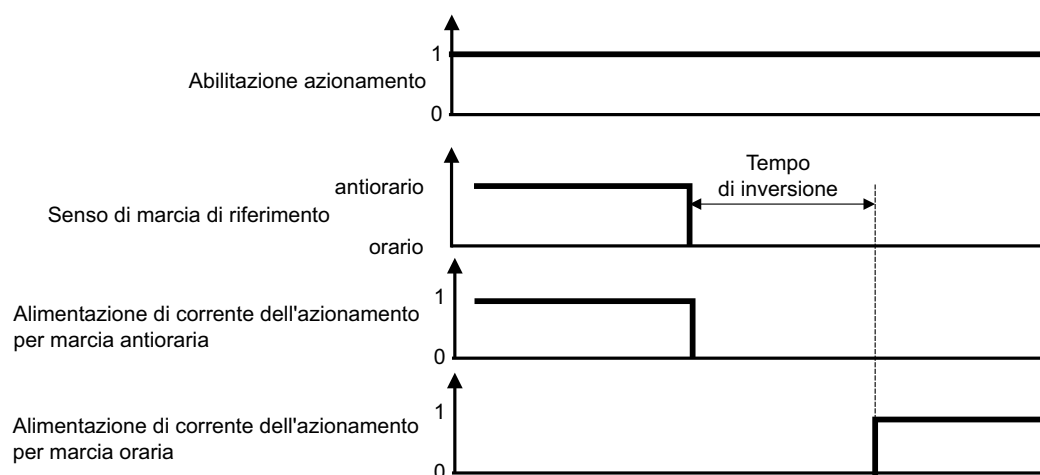 1
Abilitazione azionamento
0
Tempo
di inversione
antiorario
Senso di marcia di riferimento
orario
1
Alimentazione di corrente dell'azionamento
per marcia antioraria
0
1
Alimentazione di corrente dell'azionamento
per marcia oraria
0